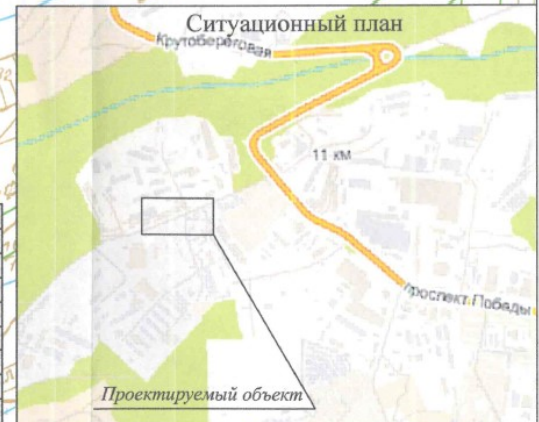 Ситуационный план
Крутобереговая
11 км
проспект Победы
Проектируемый объект